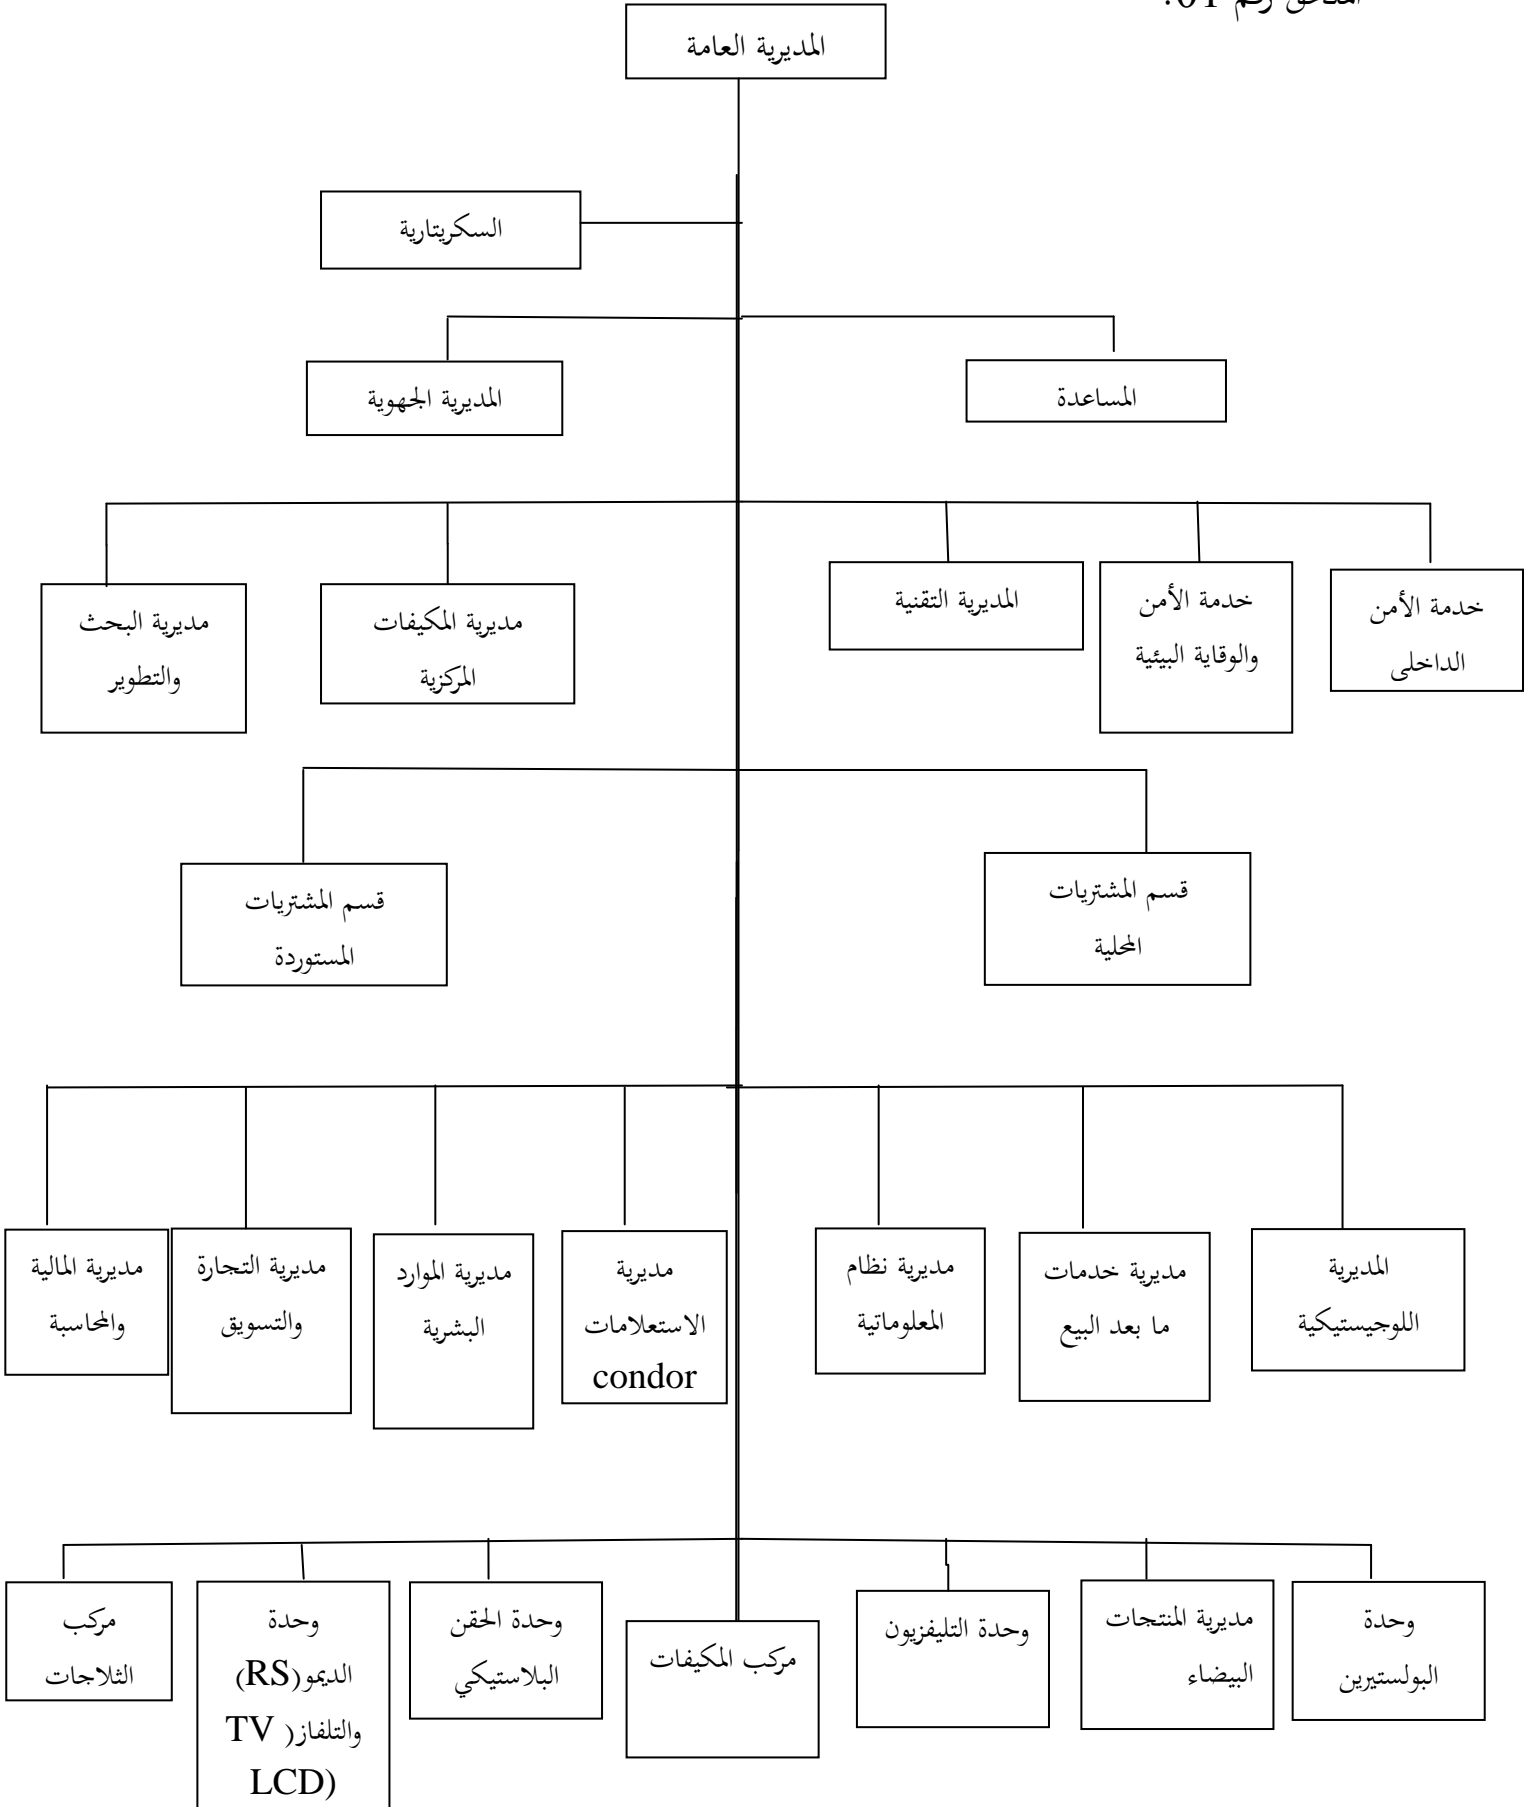 رقم 01:
المديرية العامة
السكريتارية
المساعدة
المديرية الجهوية
خدمة الأمن
الداخلى
خدمة الأمن
والوقاية البيئية
المديرية التقنية
مديرية المكيفات
المركزية
مديرية البحث
والتطوير
قسم المشتريات
المحلية
قسم المشتريات
المستوردة
المديرية
اللوجيستيكية
مديرية خدمات
ما بعد البيع
مديرية نظام
المعلوماتية
مديرية
الاستعلامات
condor
مديرية الموارد
البشرية
مديرية التجارة
والتسويق
مديرية المالية
والمحاسبة
وحدة
البولستيرين
مديرية المنتجات
البيضاء
وحدة التليفزيون
مركب المكيفات
وحدة الحقن
البلاستيكي
وحدة
الديمو(RS)
والتلفاز( TV
LCD)
مركب
الثلاجات